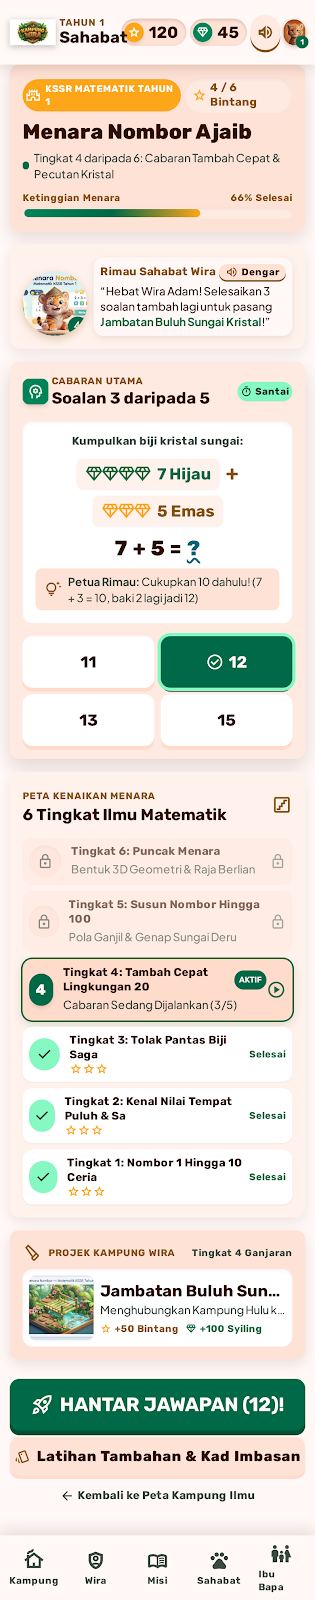 TAHUN 1
Sahabat
120
45
1
KSSR MATEMATIK TAHUN
1
4 / 6
Bintang
Menara Nombor Ajaib
Tingkat 4 daripada 6: Cabaran Tambah Cepat &
Pecutan Kristal
Ketinggian Menara
66% Selesai
Rimau Sahabat Wira
Dengar
“Hebat Wira Adam! Selesaikan 3
soalan tambah lagi untuk pasang
Jambatan Buluh Sungai Kristal!”
CABARAN UTAMA
Soalan 3 daripada 5
Santai
Kumpulkan biji kristal sungai:
7 Hijau +
5 Emas
7 + 5 = ?
Petua Rimau: Cukupkan 10 dahulu! (7
+ 3 = 10, baki 2 lagi jadi 12)
11
12
13
15
PETA KENAIKAN MENARA
6 Tingkat Ilmu Matematik
Tingkat 6: Puncak Menara
Bentuk 3D Geometri & Raja Berlian
Tingkat 5: Susun Nombor Hingga
100
Pola Ganjil & Genap Sungai Deru
4
Tingkat 4: Tambah Cepat
Lingkungan 20
AKTIF
Cabaran Sedang Dijalankan (3/5)
Tingkat 3: Tolak Pantas Biji
Saga
Selesai
Tingkat 2: Kenal Nilai Tempat
Puluh & Sa
Selesai
Tingkat 1: Nombor 1 Hingga 10
Ceria
Selesai
PROJEK KAMPUNG WIRA
Tingkat 4 Ganjaran
Jambatan Buluh Sun...
Menghubungkan Kampung Hulu k...
+50 Bintang
+100 Syiling
HANTAR JAWAPAN (12)!
Latihan Tambahan & Kad Imbasan
Kembali ke Peta Kampung Ilmu
Kampung
Wira
Misi
Sahabat
Ibu
Bapa